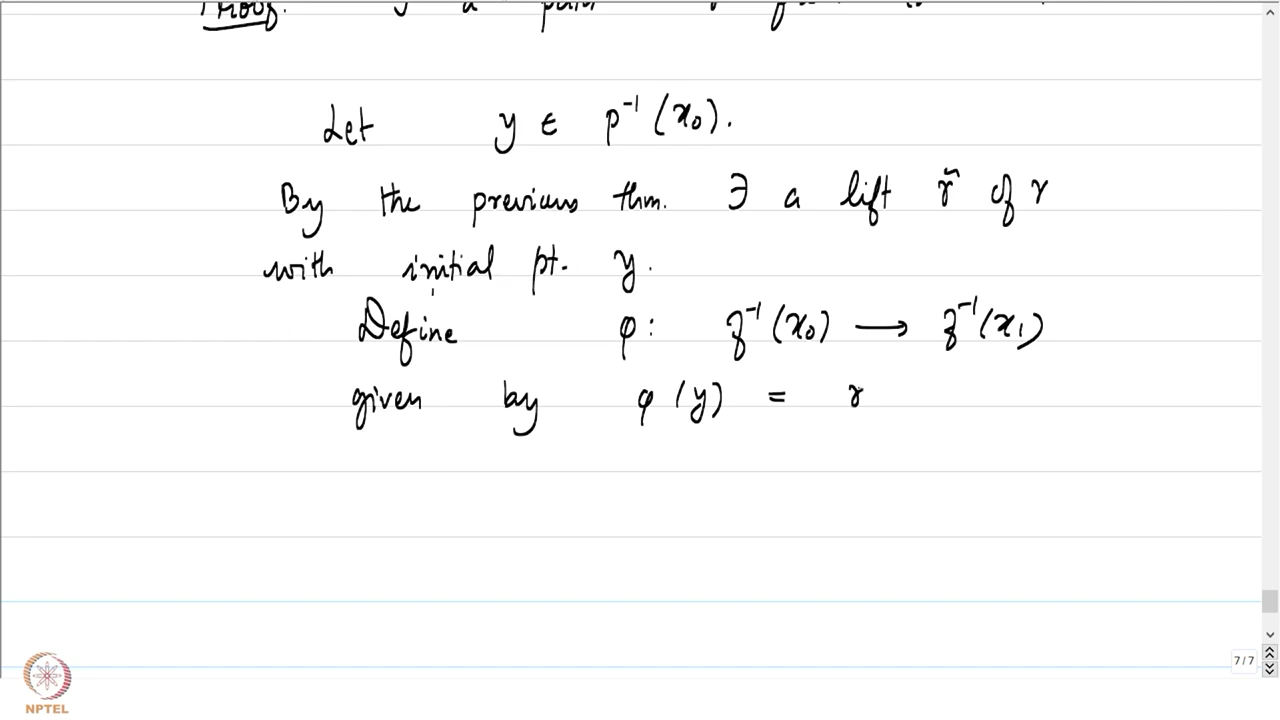 Proof.
Let y ∈ p⁻¹(x₀).
By the previous thm. ∃ a lift γ̃ of γ
with initial pt. y.
Define φ: q⁻¹(x₀) ⟶ q⁻¹(x₁)
given by φ(y) = γ
7/7
NPTEL